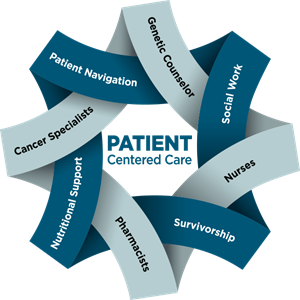 PATIENT
Centered Care
Genetic Counselor
Social Work
Nurses
Survivorship
Pharmacists
Nutritional Support
Cancer Specialists
Patient Navigation